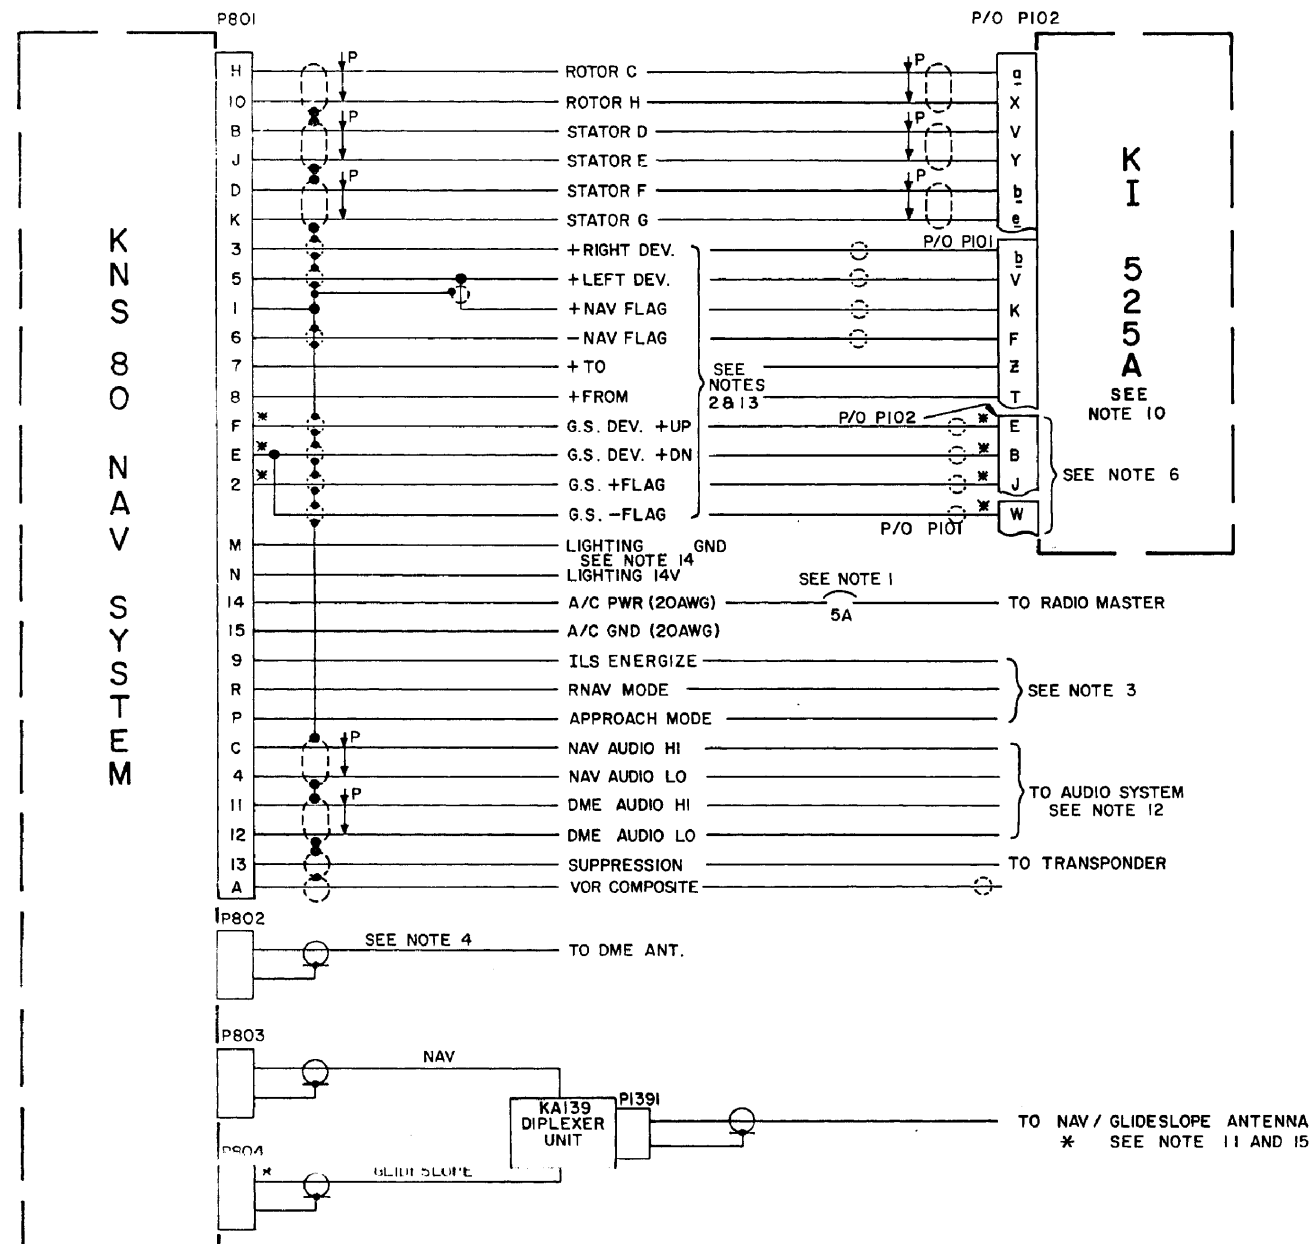 P801
P/O P102
H ROTOR C P P a
10 ROTOR H X
B STATOR D P P V
J STATOR E Y
D STATOR F P P b
K STATOR G e
P/O P101
3 +RIGHT DEV. b
5 +LEFT DEV. V
1 +NAV FLAG K
6 -NAV FLAG F
7 +TO Z
8 +FROM T
SEE
NOTES
2&13
P/O P102
F * G.S. DEV. +UP * E
E * G.S. DEV. +DN * B
2 * G.S. +FLAG * J
G.S. -FLAG * W
P/O P101
SEE NOTE 6
KI 525A
SEE
NOTE 10
KNS 80 NAV SYSTEM
M LIGHTING GND
SEE NOTE 14
N LIGHTING 14V
SEE NOTE 1
14 A/C PWR (20AWG) 5A TO RADIO MASTER
15 A/C GND (20AWG)
9 ILS ENERGIZE
R RNAV MODE SEE NOTE 3
P APPROACH MODE
C P NAV AUDIO HI
4 NAV AUDIO LO
11 P DME AUDIO HI
12 DME AUDIO LO
TO AUDIO SYSTEM
SEE NOTE 12
13 SUPPRESSION TO TRANSPONDER
A VOR COMPOSITE
P802
SEE NOTE 4 TO DME ANT.
P803
NAV
KA139
DIPLEXER
UNIT
P1391
TO NAV/ GLIDESLOPE ANTENNA
* SEE NOTE 11 AND 15
P804
* GLIDESLOPE